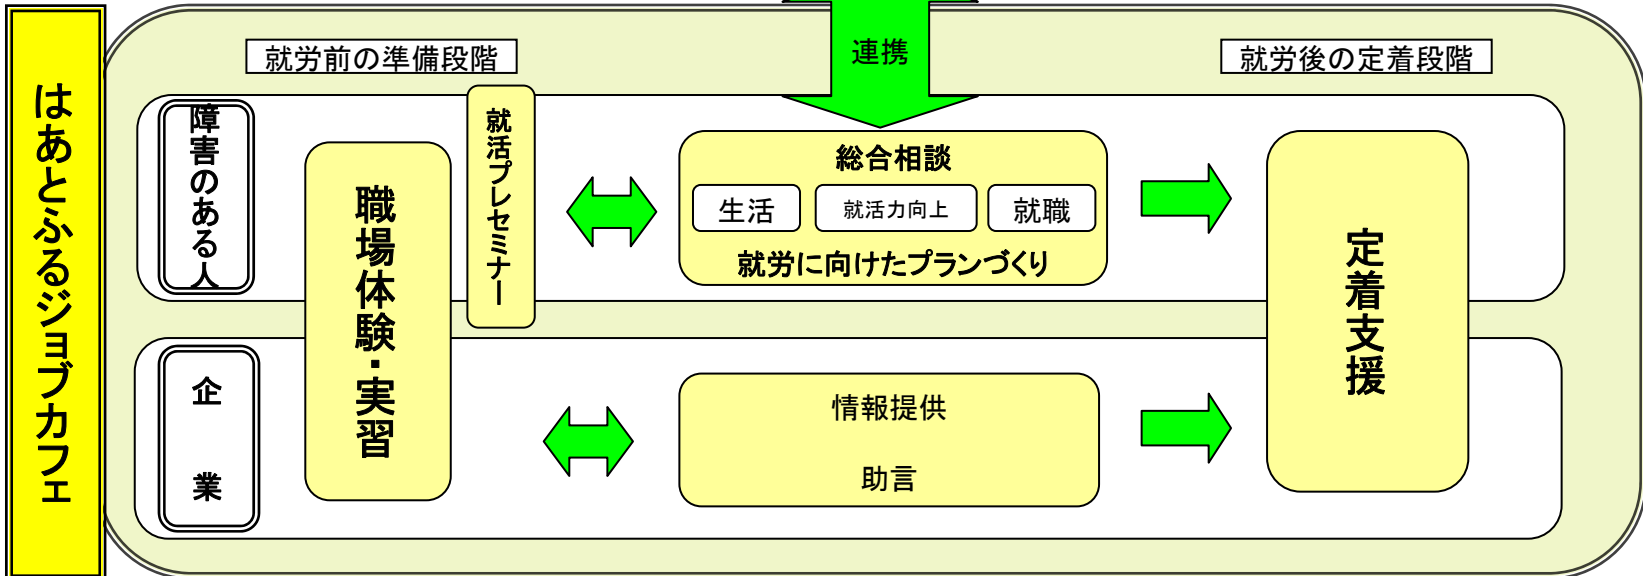 はあとふるジョブカフェ
連携
就労前の準備段階
就労後の定着段階
障害のある人
就活プレセミナー
職場体験・実習
総合相談
生活
就活力向上
就職
就労に向けたプランづくり
定着支援
企業
情報提供
助言